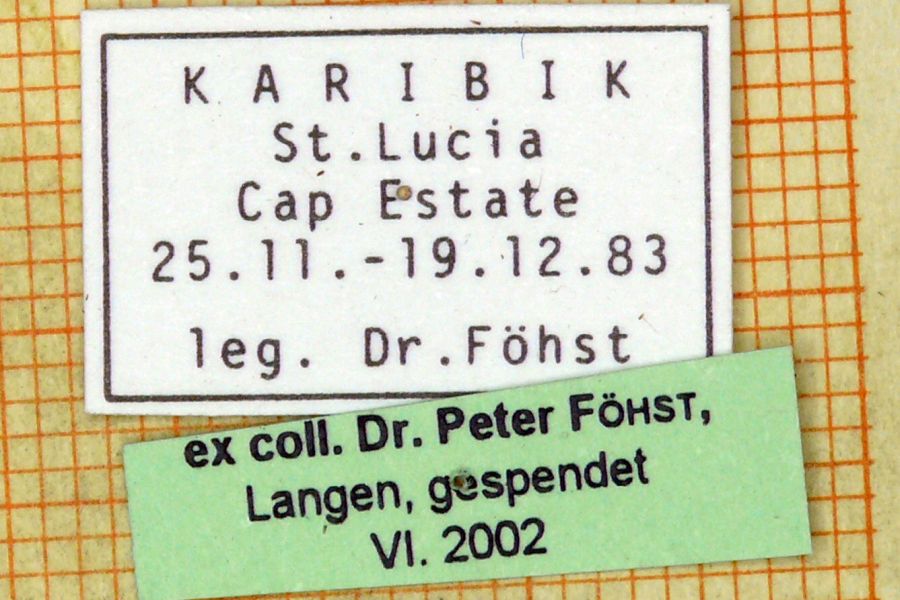 K A R I B I K
St.Lucia
Cap Estate
25.11.-19.12.83
leg. Dr.Föhst
ex coll. Dr. Peter FÖHST,
Langen, gespendet
VI. 2002